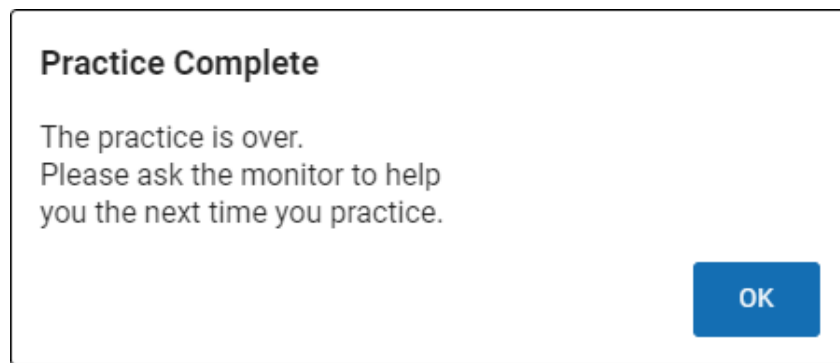 Practice Complete
The practice is over.
Please ask the monitor to help
you the next time you practice.
OK